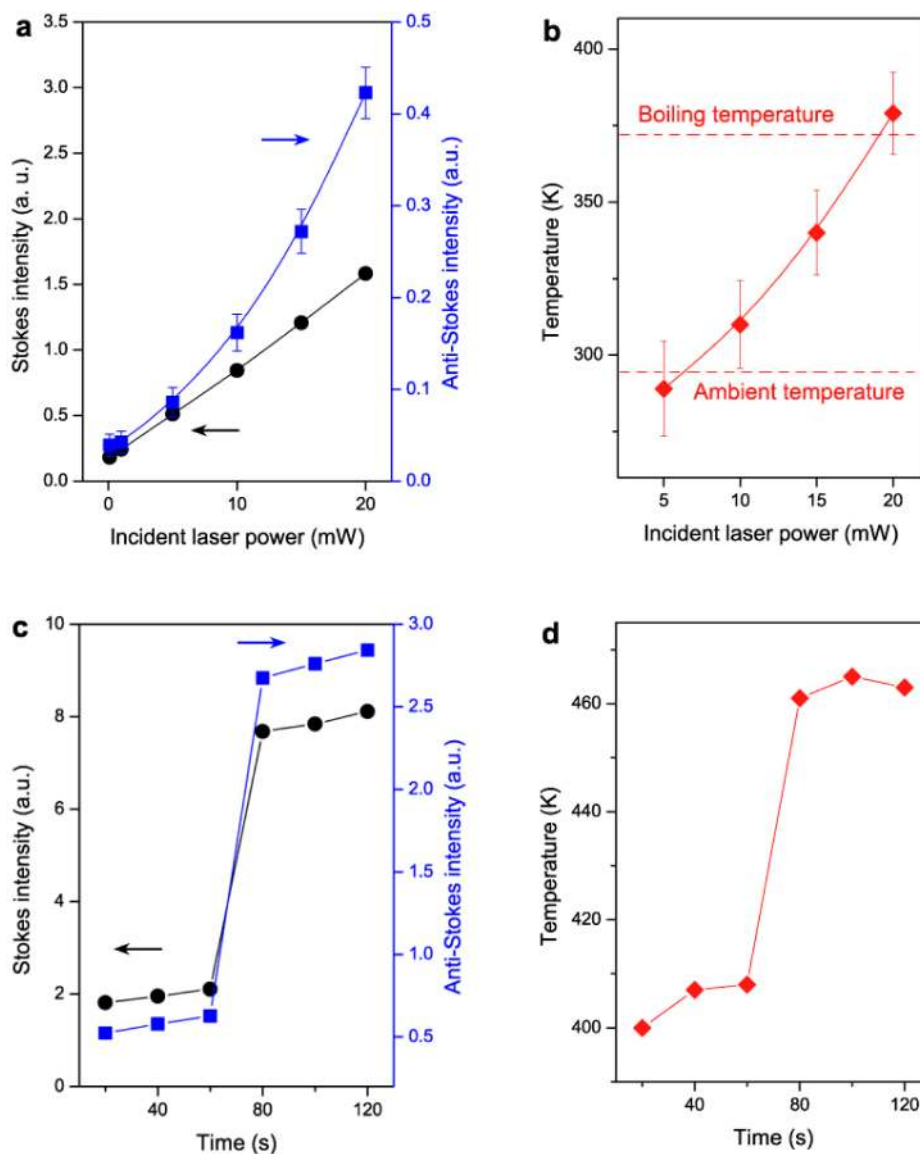 a
3.5
3.0
2.5
2.0
1.5
1.0
0.5
0.0
Stokes intensity (a. u.)
0.5
0.4
0.3
0.2
0.1
0.0
Anti-Stokes intensity (a.u.)
0
10
20
Incident laser power (mW)
b
400
350
300
Temperature (K)
Boiling temperature
Ambient temperature
5
10
15
20
Incident laser power (mW)
c
10
8
6
4
2
0
Stokes intensity (a.u.)
3.0
2.5
2.0
1.5
1.0
0.5
Anti-Stokes intensity (a.u.)
40
80
120
Time (s)
d
460
440
420
400
Temperature (K)
40
80
120
Time (s)